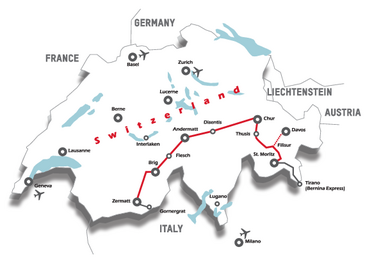 GERMANY
FRANCE
Basel
Zurich
LIECHTENSTEIN
AUSTRIA
Lucerne
Switzerland
Berne
Interlaken
Andermatt
Disentis
Chur
Thusis
Davos
Filisur
Lausanne
Brig
Fiesch
St. Moritz
Geneva
Tirano
(Bernina Express)
Zermatt
Gornergrat
Lugano
ITALY
Milano